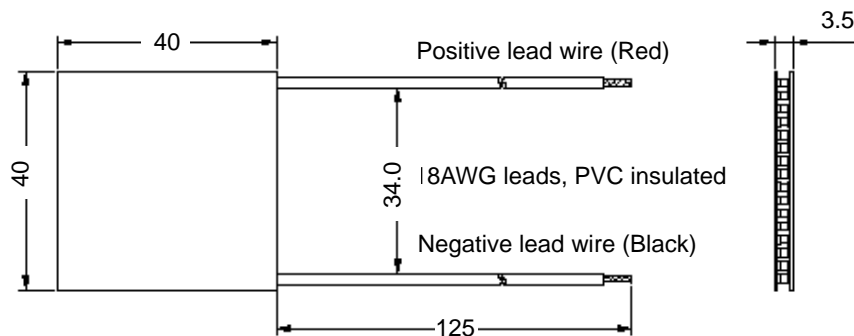 3.5
40
Positive lead wire (Red)
40
34.0
18AWG leads, PVC insulated
Negative lead wire (Black)
125